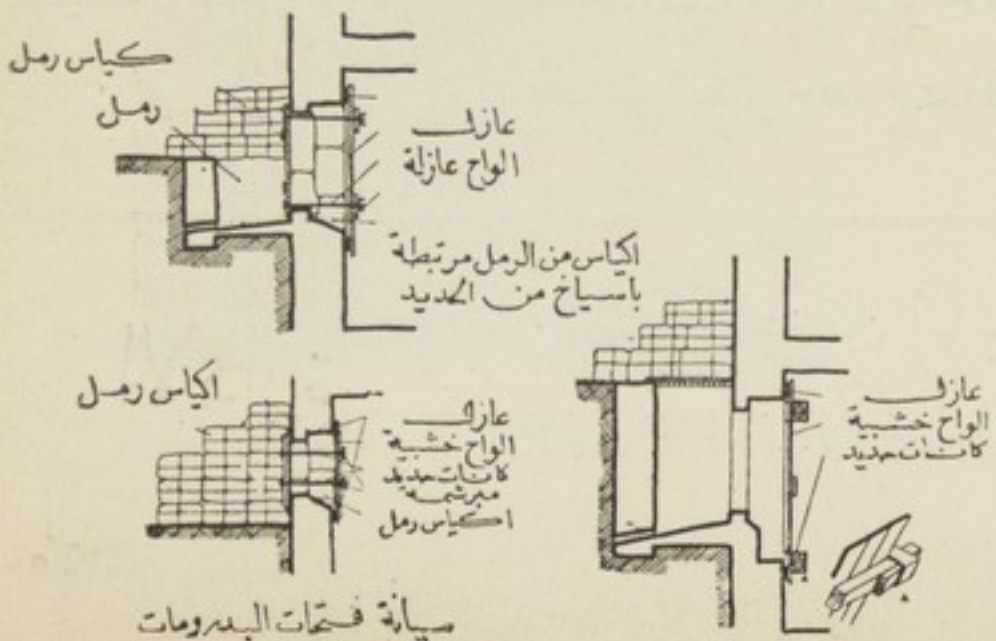 كياس رمل
رمل
عازل
الواح عازلة
اكياس من الرمل مرتبطة
باسياخ من الحديد
اكياس رمل
عازل
الواح خشبية
كانات حديد
مبرشمه
اكياس رمل
عازل
الواح خشبية
كانات حديد
صيانة فتحات البدرومات